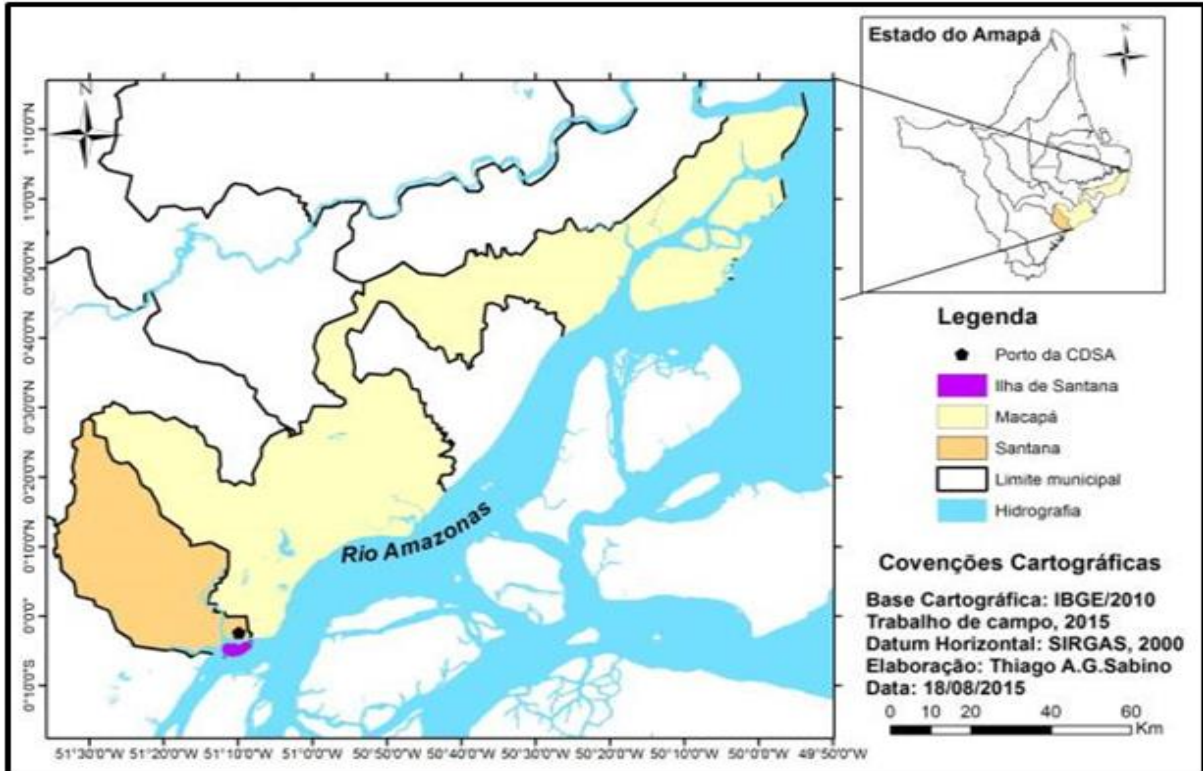 Estado do Amapá
N
N
1°10'0"N
1°0'0"N
0°50'0"N
0°40'0"N
0°30'0"N
0°20'0"N
0°10'0"N
0°0'0"
0°10'0"S
Rio Amazonas
51°30'0"W 51°20'0"W 51°10'0"W 51°0'0"W 50°50'0"W 50°40'0"W 50°30'0"W 50°20'0"W 50°10'0"W 50°0'0"W 49°50'0"W
Legenda
Porto da CDSA
Ilha de Santana
Macapá
Santana
Limite municipal
Hidrografia
Covenções Cartográficas
Base Cartográfica: IBGE/2010
Trabalho de campo, 2015
Datum Horizontal: SIRGAS, 2000
Elaboração: Thiago A.G.Sabino
Data: 18/08/2015
0 10 20 40 60
Km